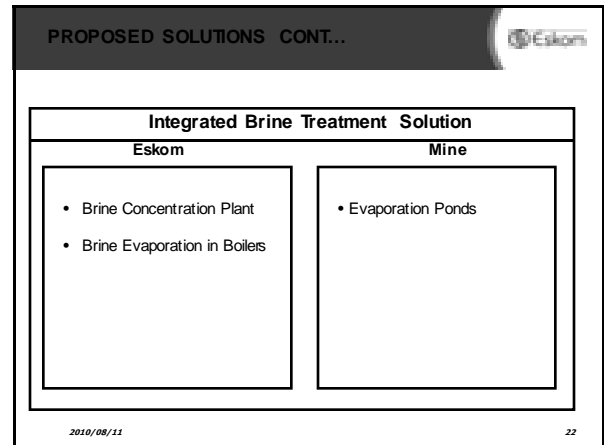 PROPOSED SOLUTIONS CONT...
Eskom
Integrated Brine Treatment Solution
Eskom
Mine
• Brine Concentration Plant
• Brine Evaporation in Boilers
• Evaporation Ponds
2010/08/11
22